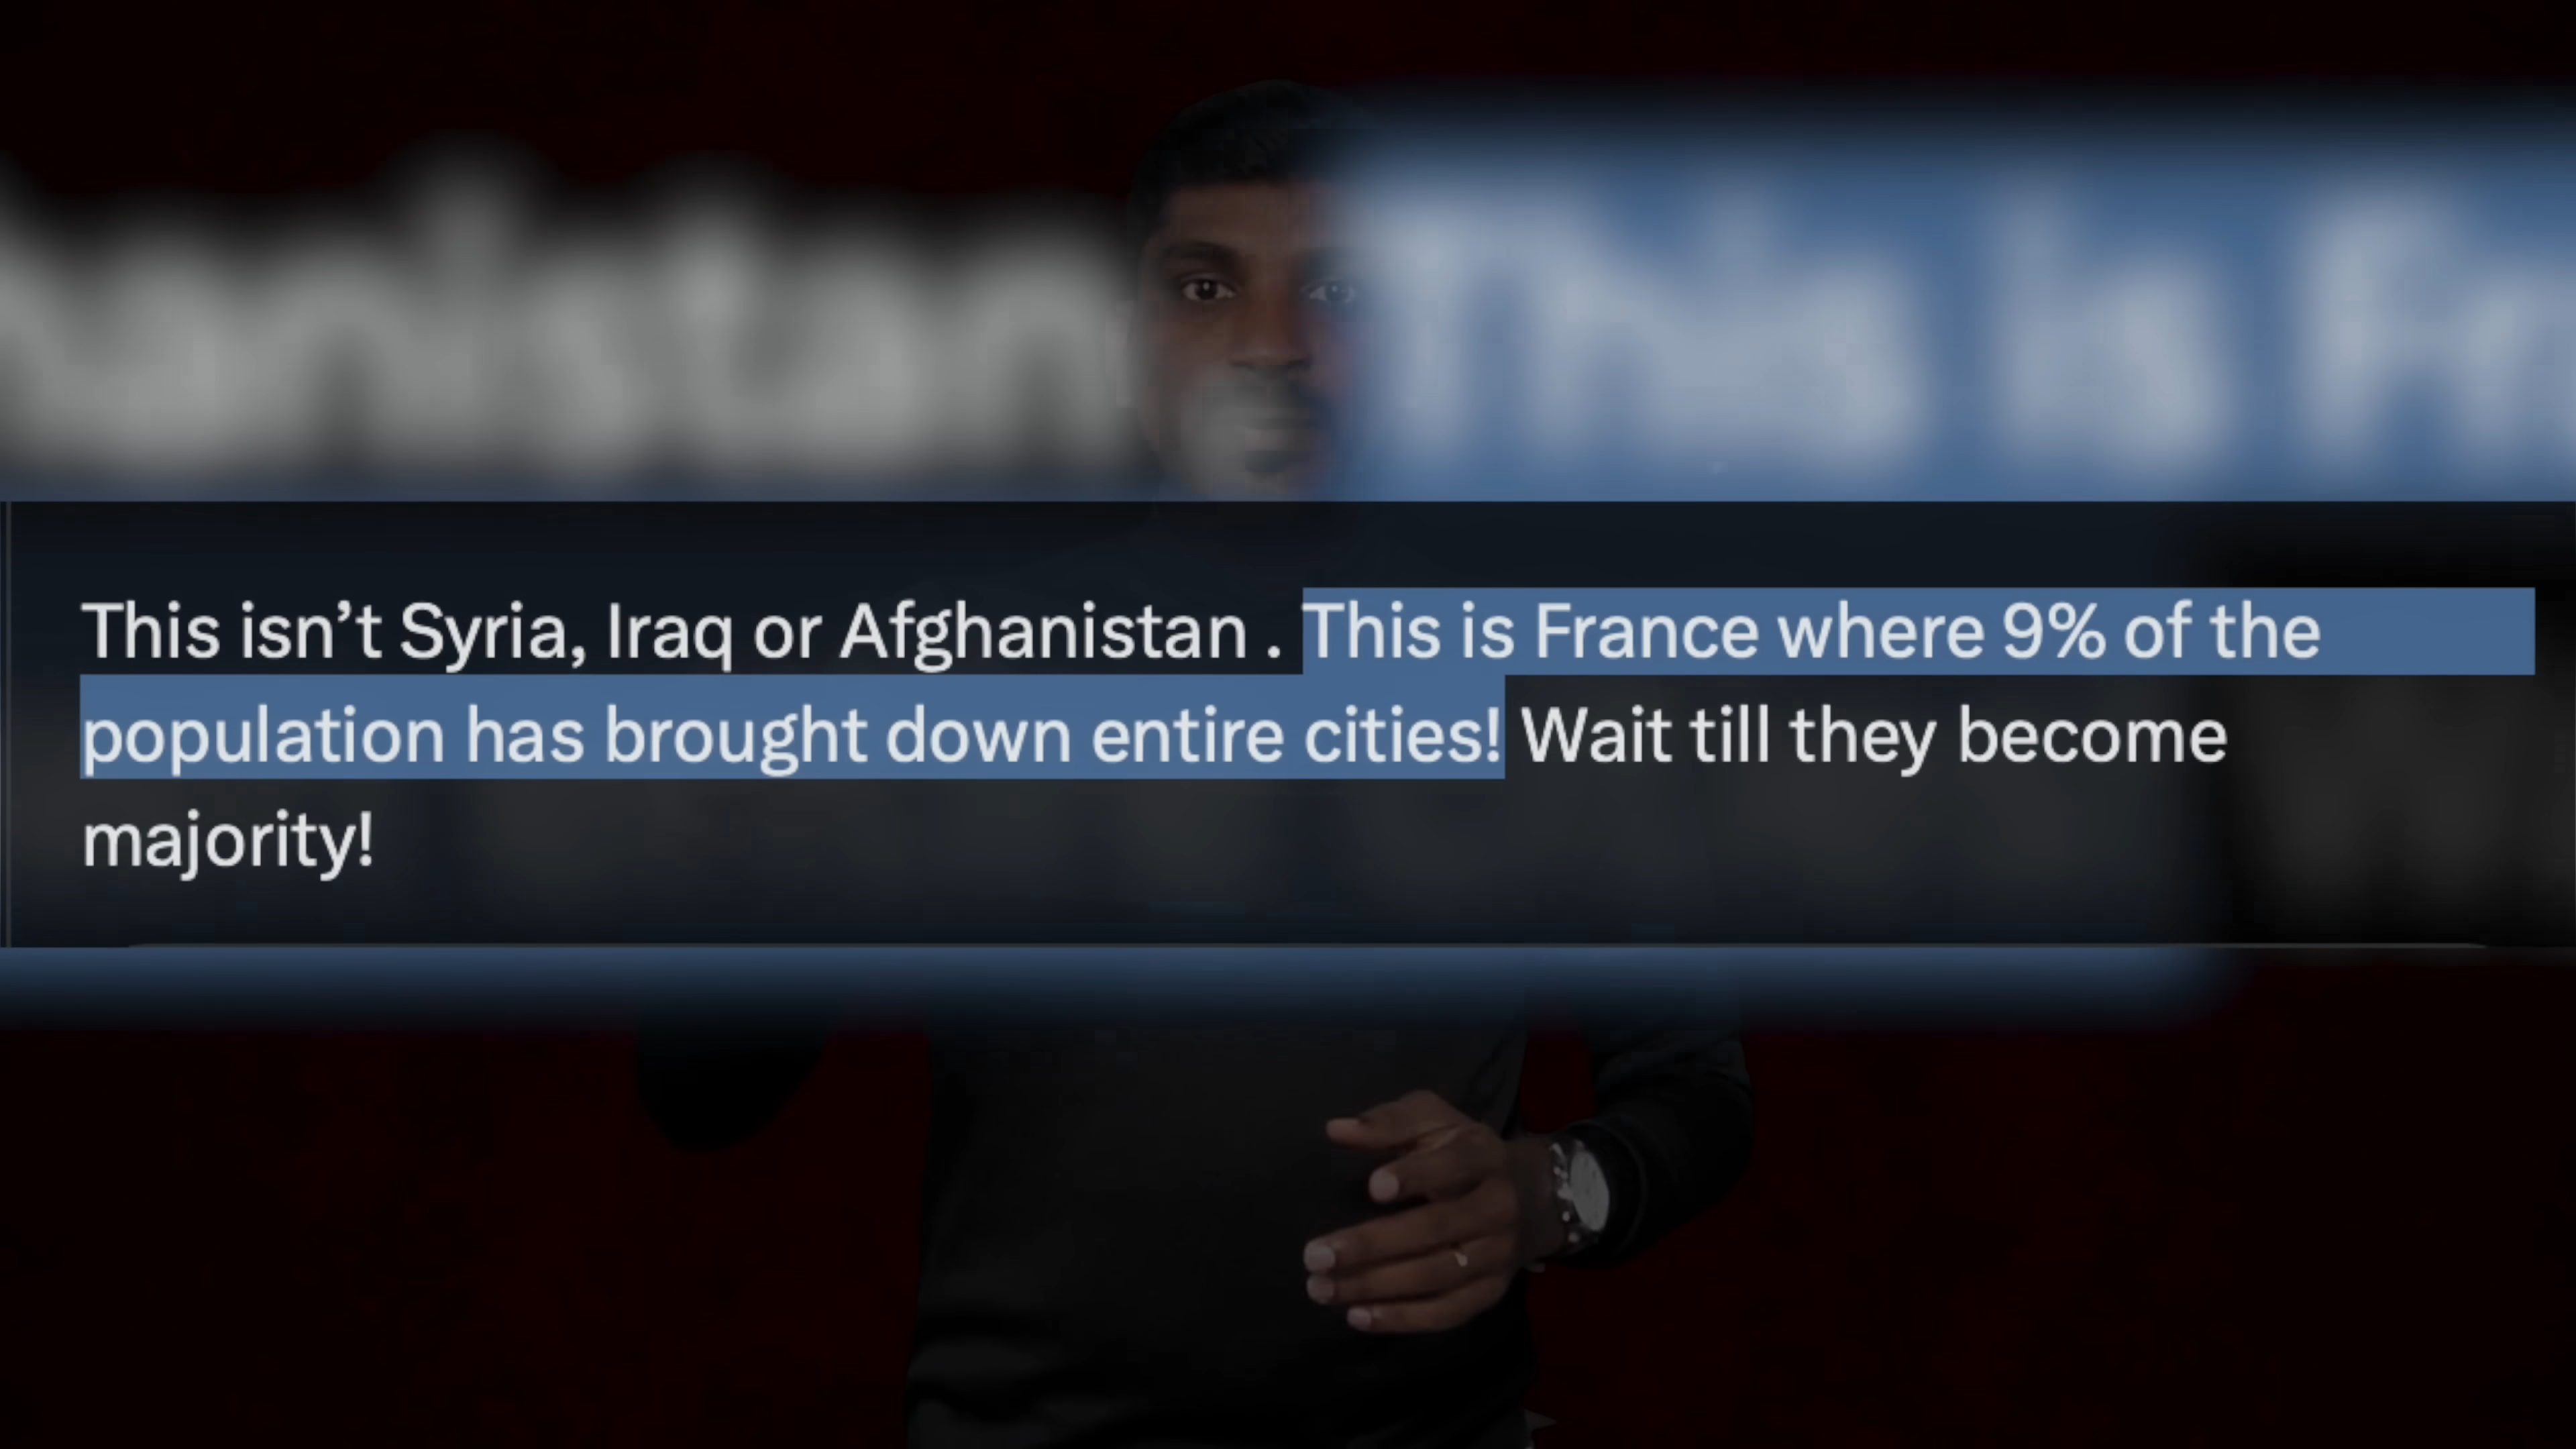 This isn’t Syria, Iraq or Afghanistan . This is France where 9% of the
population has brought down entire cities! Wait till they become
majority!